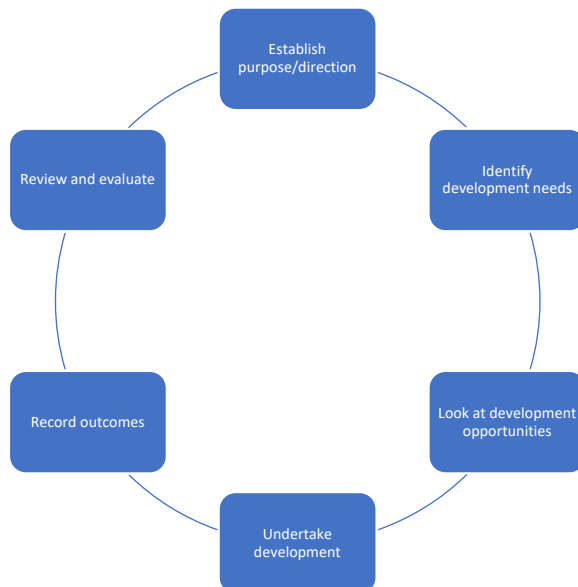 Establish
purpose/direction
Identify
development needs
Look at development
opportunities
Undertake
development
Record outcomes
Review and evaluate